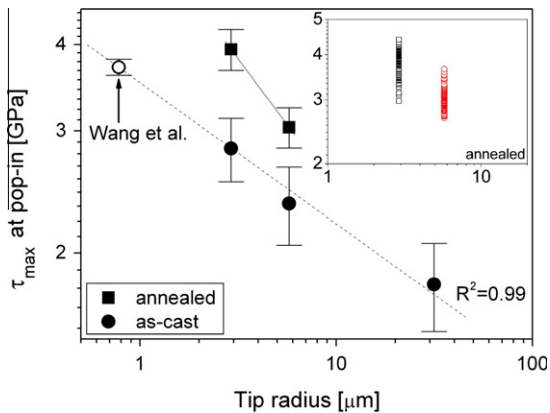 τmax at pop-in [GPa]
4
3
2
Wang et al.
annealed
as-cast
R²=0.99
1
10
100
Tip radius [μm]
5
4
3
2
1
10
annealed